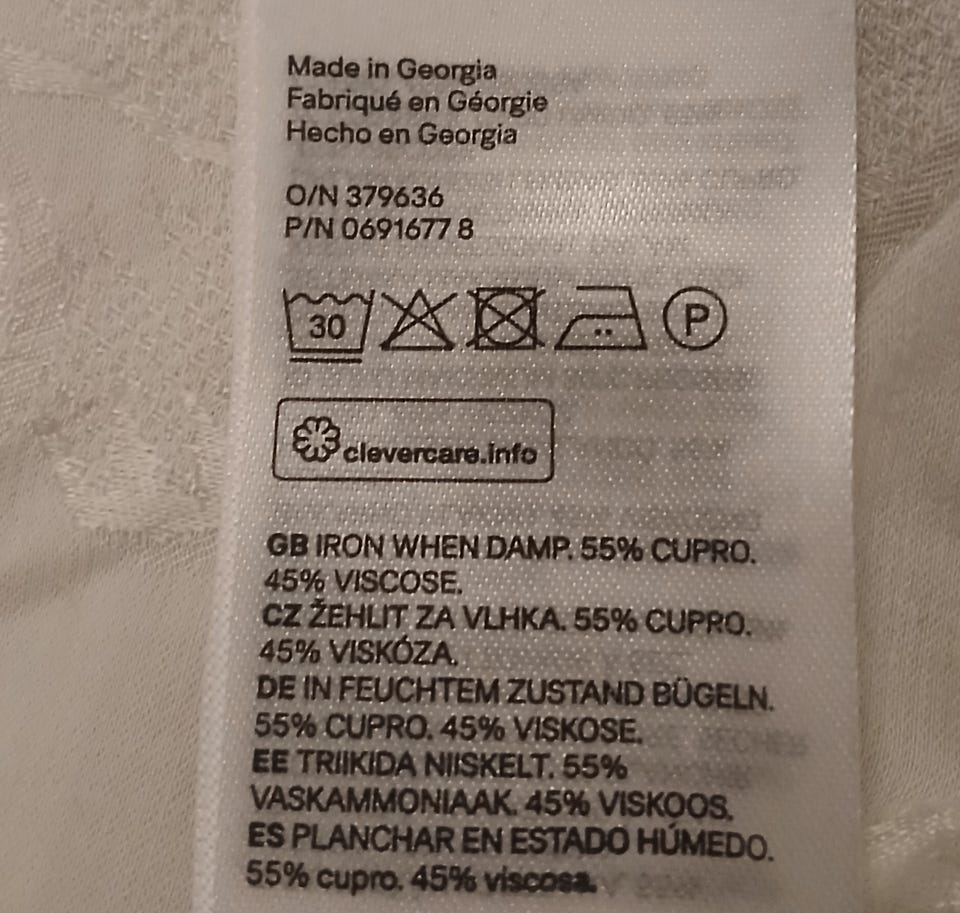 Made in Georgia
Fabriqué en Géorgie
Hecho en Georgia
O/N 379636
P/N 0691677 8
30
P
clevercare.info
GB IRON WHEN DAMP. 55% CUPRO.
45% VISCOSE.
CZ ŽEHLIT ZA VLHKA. 55% CUPRO.
45% VISKÓZA.
DE IN FEUCHTEM ZUSTAND BÜGELN.
55% CUPRO. 45% VISKOSE.
EE TRIIKIDA NIISKELT. 55%
VASKAMMONIAAK. 45% VISKOOS.
ES PLANCHAR EN ESTADO HÚMEDO.
55% cupro. 45% viscosa.